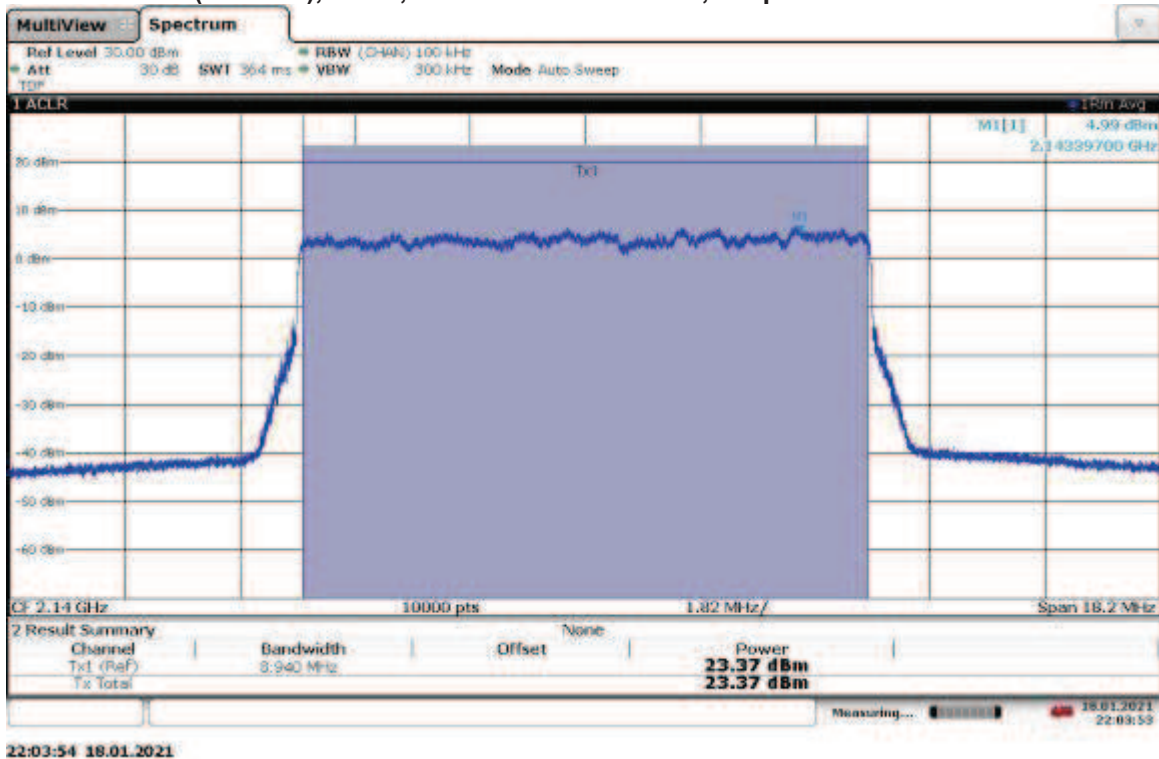 MultiView Spectrum
Ref Level 30.00 dBm RBW (CHAN) 100 kHz
Att 30 dB SWT 364 ms VBW 300 kHz Mode Auto Sweep
TDF
1 ACLR 1Rm Avg
M1[1] 4.99 dBm
2.14339700 GHz
20 dBm
Tx1
10 dBm
M1
0 dBm
-10 dBm
-20 dBm
-30 dBm
-40 dBm
-50 dBm
-60 dBm
CF 2.14 GHz 10000 pts 1.82 MHz/ Span 18.2 MHz
2 Result Summary None
Channel Bandwidth Offset Power
Tx1 (Ref) 8.940 MHz 23.37 dBm
Tx Total 23.37 dBm
Measuring... 18.01.2021
22:03:53
22:03:54 18.01.2021